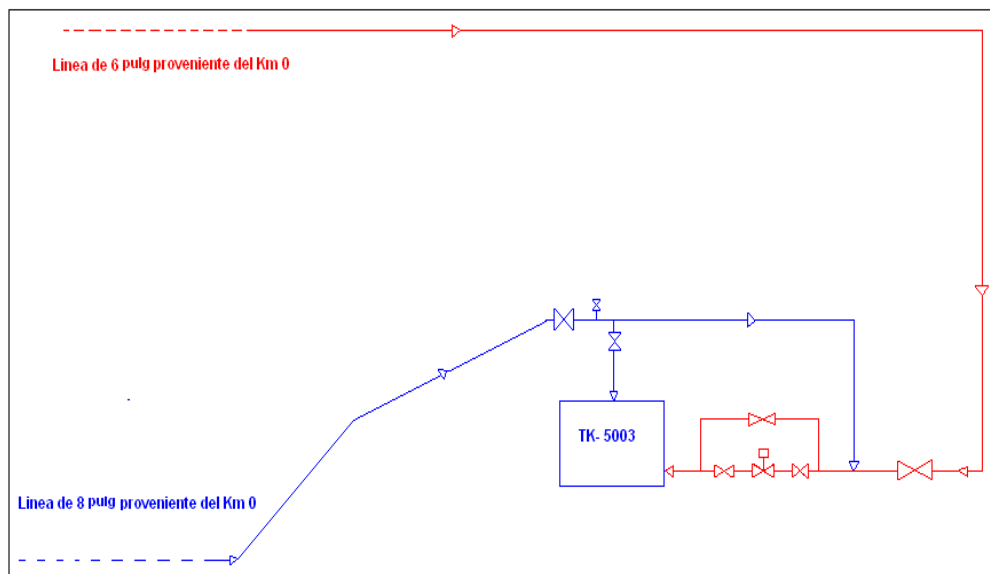 Linea de 6 pulg proveniente del Km 0
TK- 5003
Linea de 8 pulg proveniente del Km 0